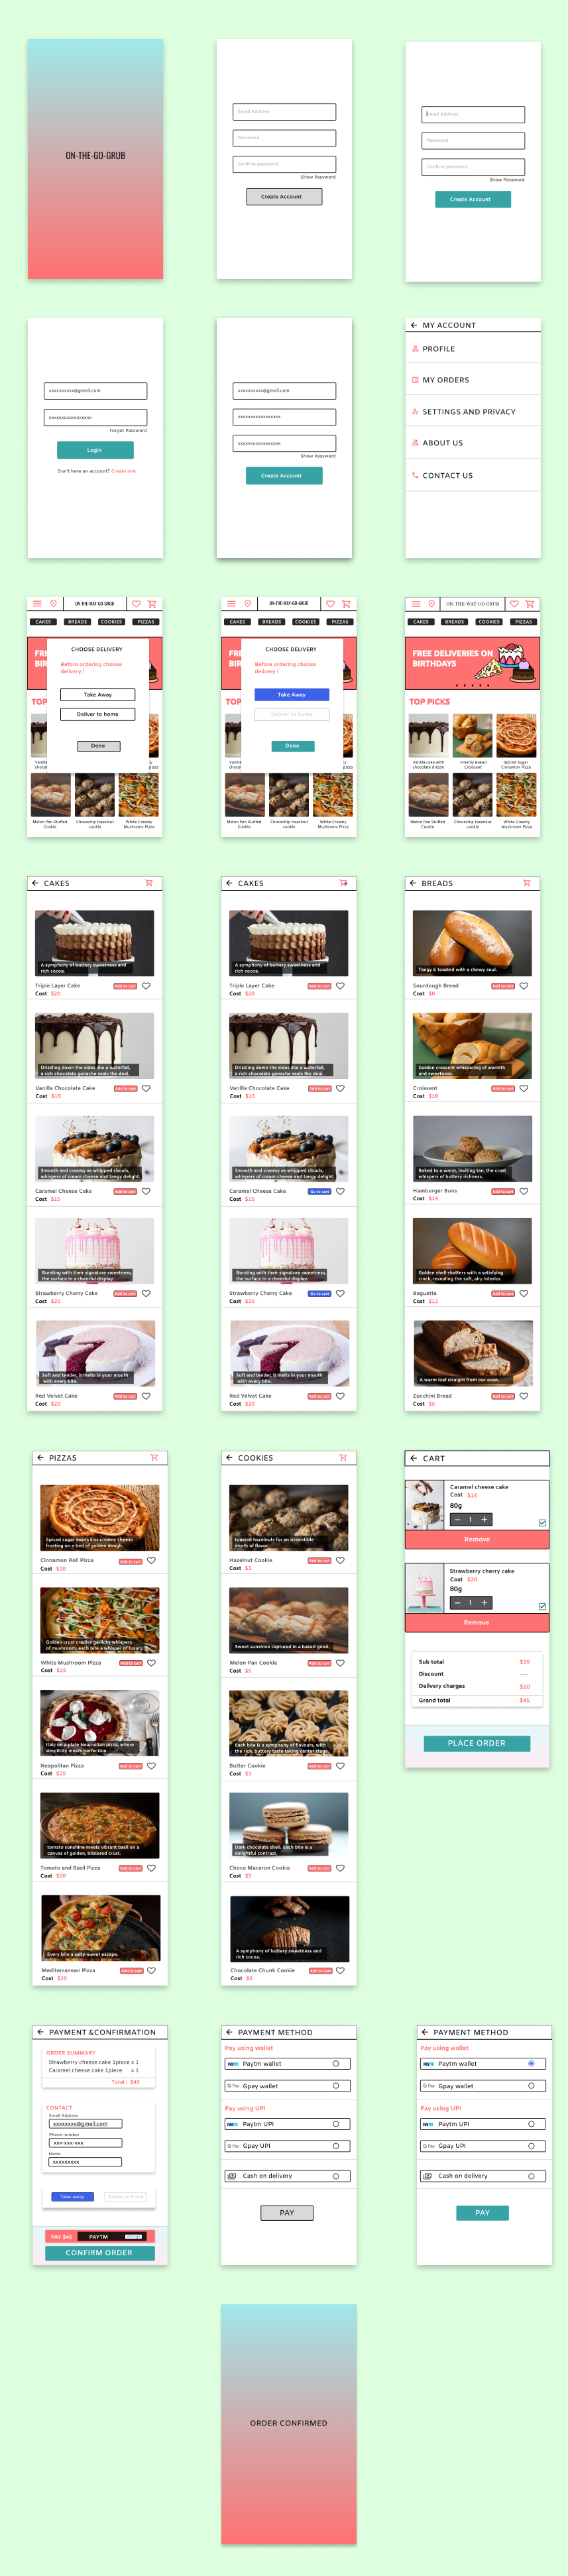 ON-THE-GO-GRUB
Email Address
Password
Confirm password
Show Password
Create Account
Email Address
Password
Confirm password
Show Password
Create Account
xxxxxxxxxx@gmail.com
xxxxxxxxxxxxxxxxx
Forgot Password
Login
Don't have an account? Create one
xxxxxxxxxx@gmail.com
xxxxxxxxxxxxxxxxx
xxxxxxxxxxxxxxxxx
Show Password
Create Account
MY ACCOUNT
PROFILE
MY ORDERS
SETTINGS AND PRIVACY
ABOUT US
CONTACT US
ON-THE-WAY-GO-GRUB
CAKES BREADS COOKIES PIZZAS
CHOOSE DELIVERY
Before ordering choose
delivery !
Take Away
Deliver to home
Done
TOP
Melon Pan Stuffed
Cookie
Chocochip Hazelnut
cookie
White Creamy
Mushroom Pizza
ON-THE-WAY-GO-GRUB
CAKES BREADS COOKIES PIZZAS
CHOOSE DELIVERY
Before ordering choose
delivery !
Take Away
Deliver to home
Done
TOP
Melon Pan Stuffed
Cookie
Chocochip Hazelnut
cookie
White Creamy
Mushroom Pizza
ON-THE-WAY-GO-GRUB
CAKES BREADS COOKIES PIZZAS
FREE DELIVERIES ON
BIRTHDAYS
TOP PICKS
Vanilla cake with
chocolate drizzle
Freshly Baked
Croissant
Spiced Sugar
Cinnamon Pizza
Melon Pan Stuffed
Cookie
Chocochip Hazelnut
cookie
White Creamy
Mushroom Pizza
CAKES
A symphony of buttery sweetness and
rich cocoa.
Triple Layer Cake Add to cart
Cost $20
Drizzling down the sides like a waterfall,
a rich chocolate ganache seals the deal.
Vanilla Chocolate Cake Add to cart
Cost $15
Smooth and creamy as whipped clouds,
whispers of cream cheese and tangy delight.
Caramel Cheese Cake Add to cart
Cost $15
Bursting with their signature sweetness,
the surface in a cheerful display.
Strawberry Cherry Cake Add to cart
Cost $20
Soft and tender, it melts in your mouth
with every bite.
Red Velvet Cake Add to cart
Cost $20
CAKES
A symphony of buttery sweetness and
rich cocoa.
Triple Layer Cake Add to cart
Cost $20
Drizzling down the sides like a waterfall,
a rich chocolate ganache seals the deal.
Vanilla Chocolate Cake Add to cart
Cost $15
Smooth and creamy as whipped clouds,
whispers of cream cheese and tangy delight.
Caramel Cheese Cake Go to cart
Cost $15
Bursting with their signature sweetness,
the surface in a cheerful display.
Strawberry Cherry Cake Go to cart
Cost $20
Soft and tender, it melts in your mouth
with every bite.
Red Velvet Cake Add to cart
Cost $20
BREADS
Tangy & toasted with a chewy soul.
Sourdough Bread Add to cart
Cost $8
Golden crescent whispering of warmth
and sweetness.
Croissant Add to cart
Cost $18
Baked to a warm, inviting tan, the crust
whispers of buttery richness.
Hamburger Buns Add to cart
Cost $15
Golden shell shatters with a satisfying
crack, revealing the soft, airy interior.
Baguette Add to cart
Cost $12
A warm loaf straight from our oven.
Zucchini Bread Add to cart
Cost $5
PIZZAS
Spiced sugar swirls kiss creamy cheese
frosting on a bed of golden dough.
Cinnamon Roll Pizza Add to cart
Cost $20
Golden crust cradles garlicky whispers
of mushroom, each bite a whisper of luxury.
White Mushroom Pizza Add to cart
Cost $25
Italy on a plate Neapolitan pizza, where
simplicity meets perfection.
Neapolitan Pizza Add to cart
Cost $25
tomato sunshine meets vibrant basil on a
canvas of golden, blistered crust.
Tomato and Basil Pizza Add to cart
Cost $20
Every bite a salty-sweet escape.
Mediterranean Pizza Add to cart
Cost $20
COOKIES
toasted hazelnuts for an irresistible
depth of flavor.
Hazelnut Cookie Add to cart
Cost $3
Sweet sunshine captured in a baked good.
Melon Pan Cookie Add to cart
Cost $5
Each bite is a symphony of flavours, with
the rich, buttery taste taking center stage.
Butter Cookie Add to cart
Cost $3
Dark chocolate shell. Each bite is a
delightful contrast.
Choco Macaron Cookie Add to cart
Cost $5
A symphony of buttery sweetness and
rich cocoa.
Chocolate Chunk Cookie Add to cart
Cost $5
CART
Caramel cheese cake
Cost $15
80g
1
Remove
Strawberry cherry cake
Cost $20
80g
1
Remove
Sub total $35
Discount ----
Delivery charges $10
Grand total $45
PLACE ORDER
PAYMENT &CONFIRMATION
ORDER SUMMARY
Strawberry cheese cake 1piece x 1
Caramel cheese cake 1piece x 1
Total : $45
CONTACT
Email Address
xxxxxxxx@gmail.com
Phone number
xxx-xxx-xxx
Name
xxxxxxxxx
Take-away Deliver to home
PAY $45 PAYTM
CONFIRM ORDER
PAYMENT METHOD
Pay using wallet
Paytm Paytm wallet
G Pay Gpay wallet
Pay using UPI
Paytm Paytm UPI
G Pay Gpay UPI
Cash on delivery
PAY
PAYMENT METHOD
Pay using wallet
Paytm Paytm wallet
G Pay Gpay wallet
Pay using UPI
Paytm Paytm UPI
G Pay Gpay UPI
Cash on delivery
PAY
ORDER CONFIRMED